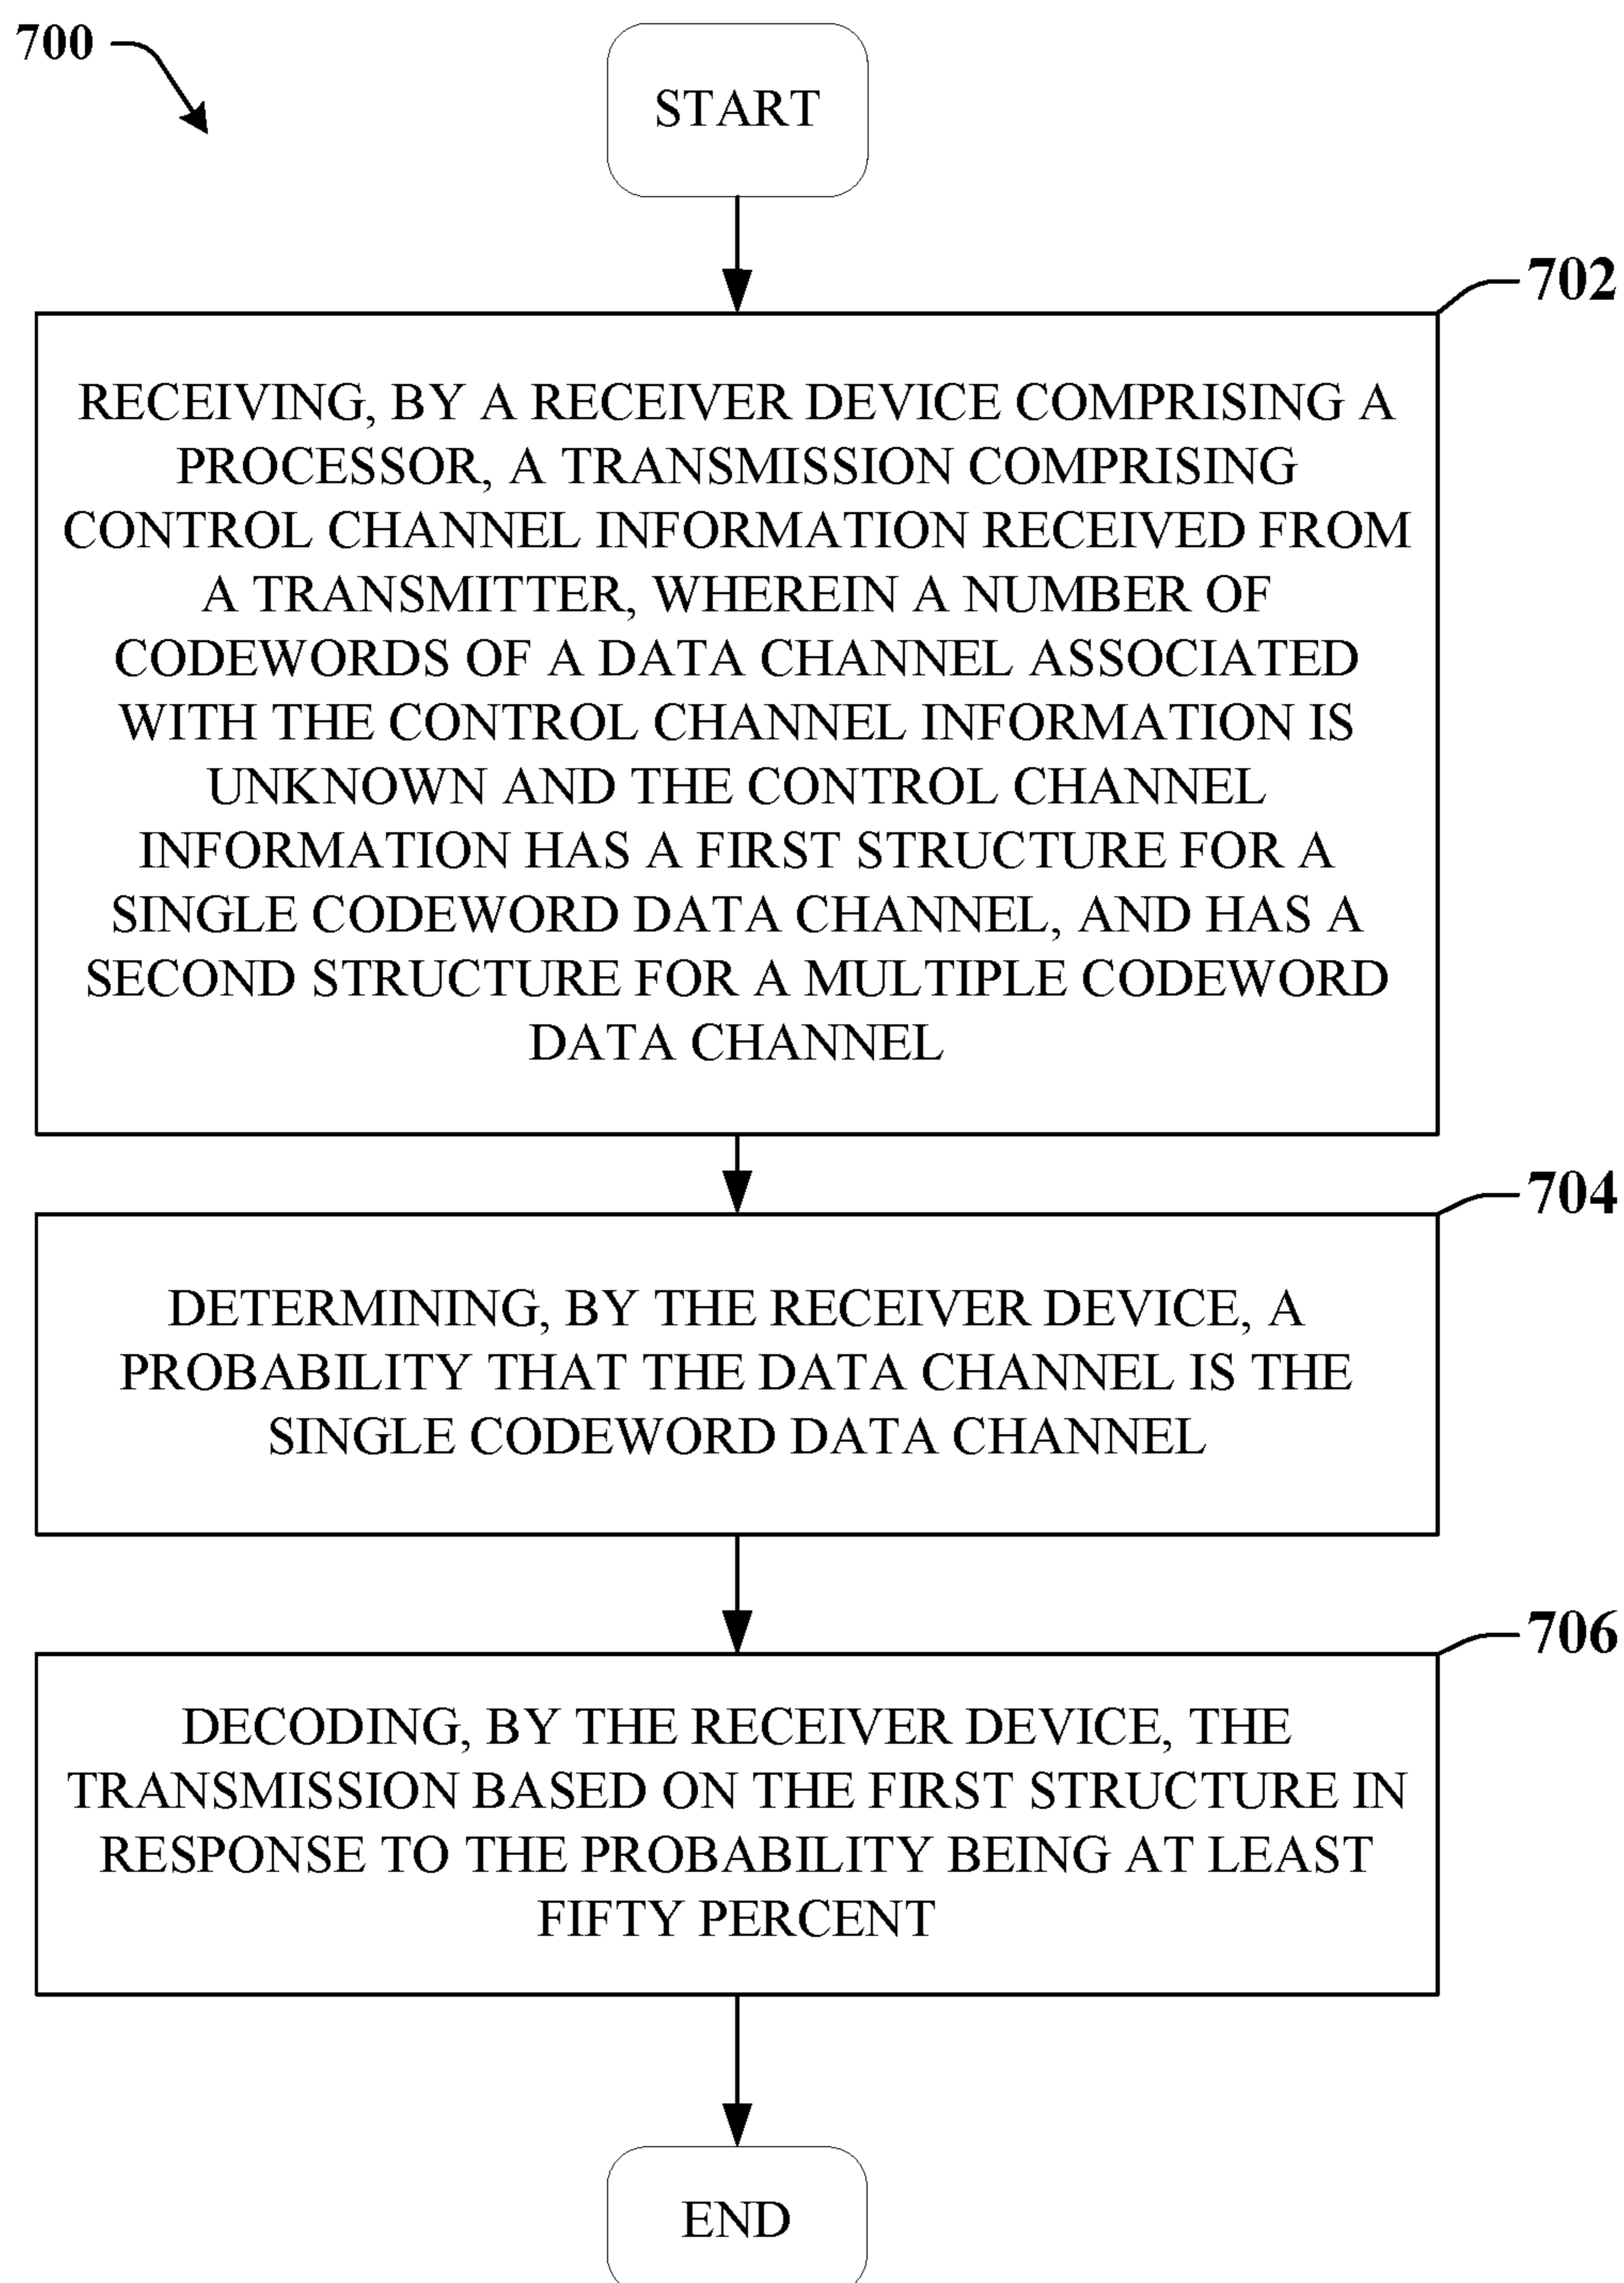 700
START
702
RECEIVING, BY A RECEIVER DEVICE COMPRISING A
PROCESSOR, A TRANSMISSION COMPRISING
CONTROL CHANNEL INFORMATION RECEIVED FROM
A TRANSMITTER, WHEREIN A NUMBER OF
CODEWORDS OF A DATA CHANNEL ASSOCIATED
WITH THE CONTROL CHANNEL INFORMATION IS
UNKNOWN AND THE CONTROL CHANNEL
INFORMATION HAS A FIRST STRUCTURE FOR A
SINGLE CODEWORD DATA CHANNEL, AND HAS A
SECOND STRUCTURE FOR A MULTIPLE CODEWORD
DATA CHANNEL
704
DETERMINING, BY THE RECEIVER DEVICE, A
PROBABILITY THAT THE DATA CHANNEL IS THE
SINGLE CODEWORD DATA CHANNEL
706
DECODING, BY THE RECEIVER DEVICE, THE
TRANSMISSION BASED ON THE FIRST STRUCTURE IN
RESPONSE TO THE PROBABILITY BEING AT LEAST
FIFTY PERCENT
END